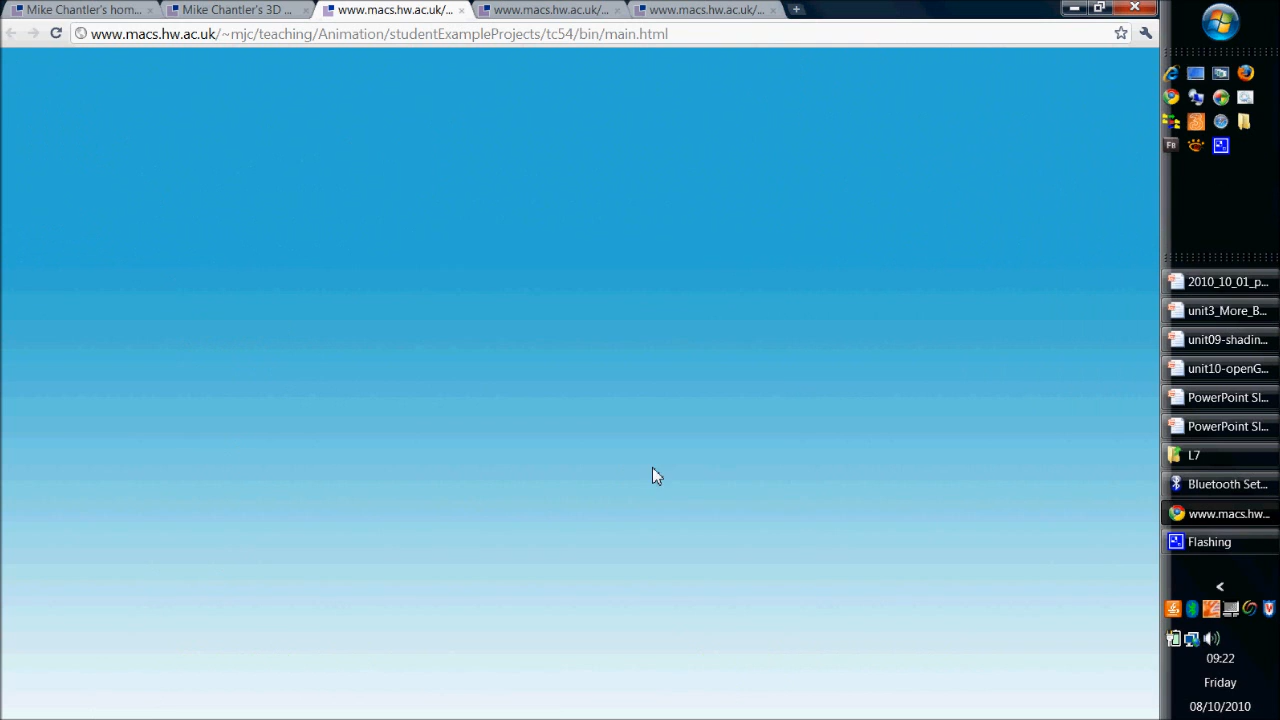 Mike Chantler's hom...
Mike Chantler's 3D ...
www.macs.hw.ac.uk/...
www.macs.hw.ac.uk/...
www.macs.hw.ac.uk/...
www.macs.hw.ac.uk/~mjc/teaching/Animation/studentExampleProjects/tc54/bin/main.html
FB
2010_10_01_p...
unit3_More_B...
unit09-shadin...
unit10-openG...
PowerPoint Sl...
PowerPoint Sl...
L7
Bluetooth Set...
www.macs.hw...
Flashing
09:22
Friday
08/10/2010